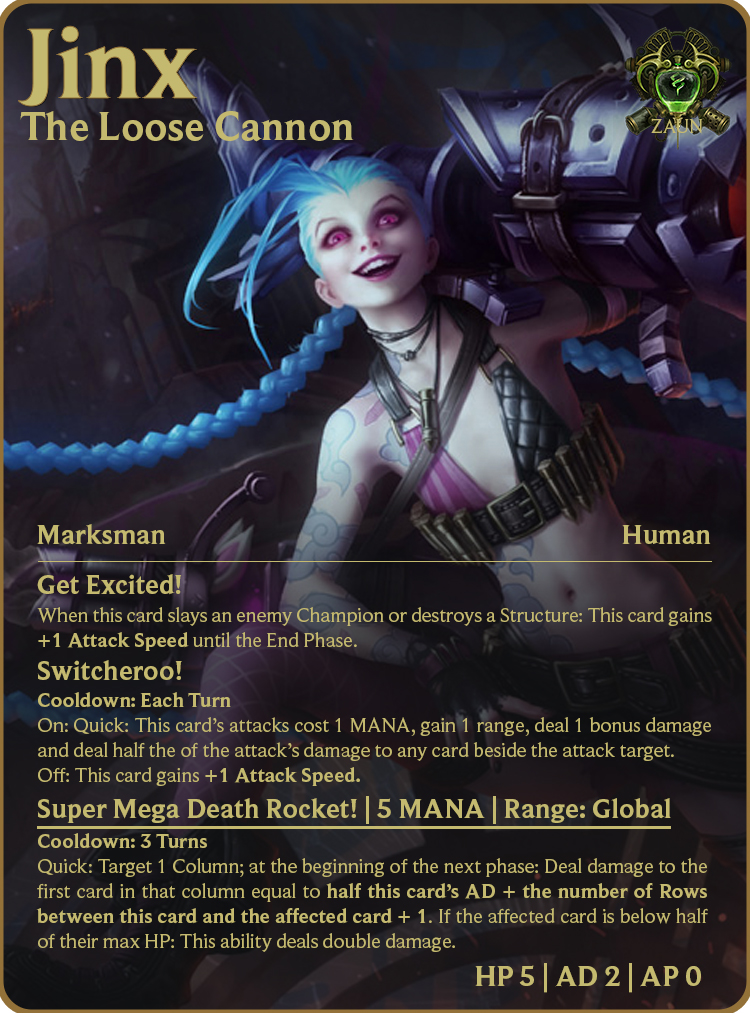 Jinx
The Loose Cannon
ZAUN
Marksman Human
Get Excited!
When this card slays an enemy Champion or destroys a Structure: This card gains
+1 Attack Speed until the End Phase.
Switcheroo!
Cooldown: Each Turn
On: Quick: This card's attacks cost 1 MANA, gain 1 range, deal 1 bonus damage
and deal half the of the attack's damage to any card beside the attack target.
Off: This card gains +1 Attack Speed.
Super Mega Death Rocket! | 5 MANA | Range: Global
Cooldown: 3 Turns
Quick: Target 1 Column; at the beginning of the next phase: Deal damage to the
first card in that column equal to half this card's AD + the number of Rows
between this card and the affected card + 1. If the affected card is below half
of their max HP: This ability deals double damage.
HP 5 | AD 2 | AP 0